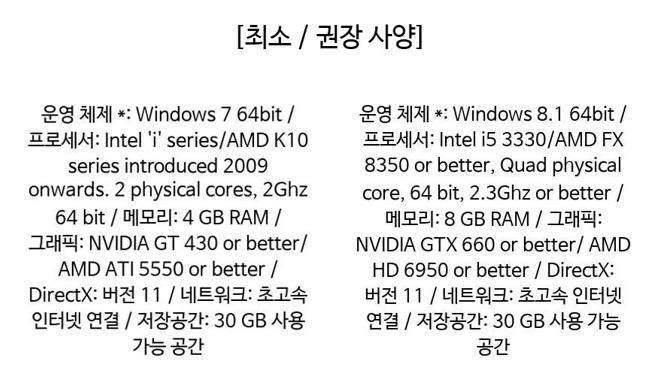 [최소 / 권장 사양]
운영 체제 *: Windows 7 64bit /
프로세서: Intel 'i' series/AMD K10
series introduced 2009
onwards. 2 physical cores, 2Ghz
64 bit / 메모리: 4 GB RAM /
그래픽: NVIDIA GT 430 or better/
AMD ATI 5550 or better /
DirectX: 버전 11 / 네트워크: 초고속
인터넷 연결 / 저장공간: 30 GB 사용
가능 공간
운영 체제 *: Windows 8.1 64bit /
프로세서: Intel i5 3330/AMD FX
8350 or better, Quad physical
core, 64 bit, 2.3Ghz or better /
메모리: 8 GB RAM / 그래픽:
NVIDIA GTX 660 or better/ AMD
HD 6950 or better / DirectX:
버전 11 / 네트워크: 초고속 인터넷
연결 / 저장공간: 30 GB 사용 가능
공간